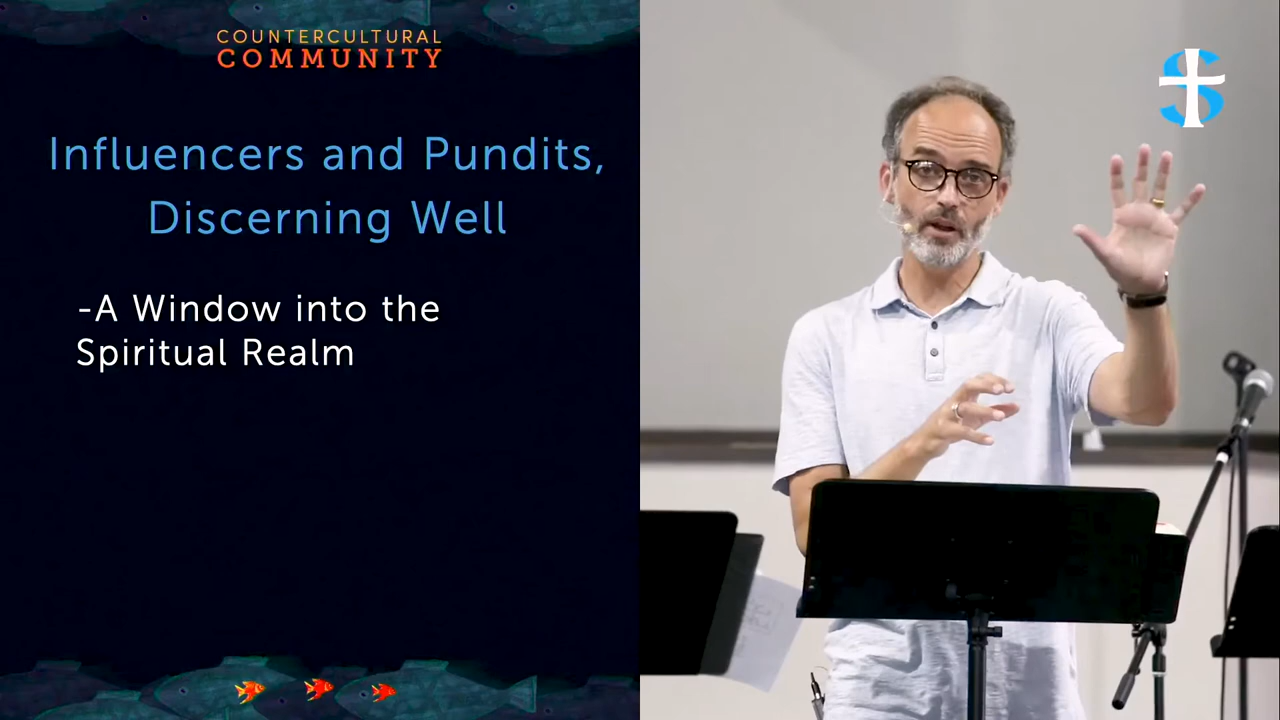 COUNTERCULTURAL
COMMUNITY
Influencers and Pundits,
Discerning Well
-A Window into the
Spiritual Realm